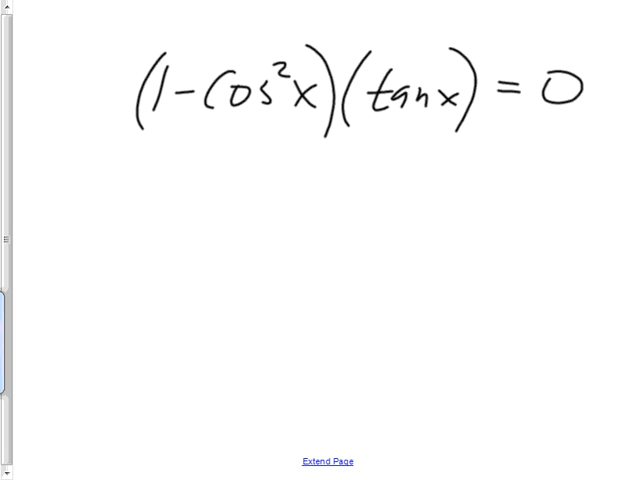 (1-cos²x)(tanx) = 0
Extend Page